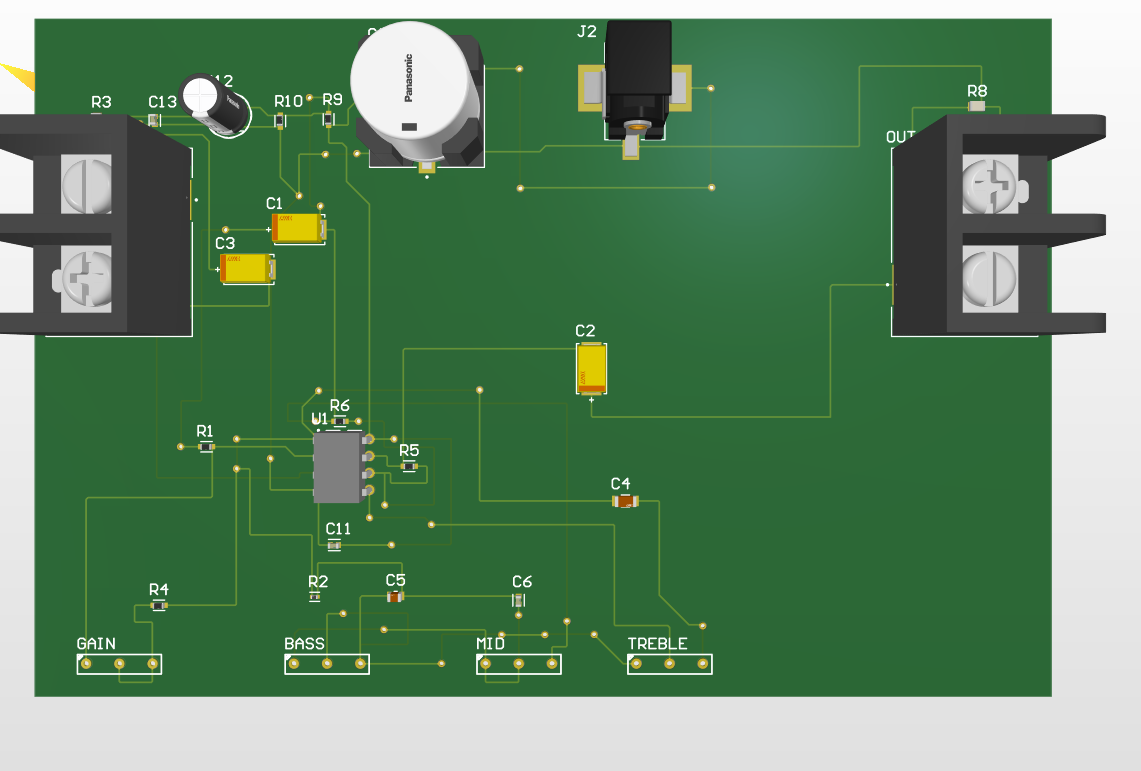 J2
R3
C13
12
R10
R9
Panasonic
R8
OUT
C1
C3
C2
R6
U1
R1
R5
C4
C11
R2
C5
C6
R4
GAIN
BASS
MID
TREBLE